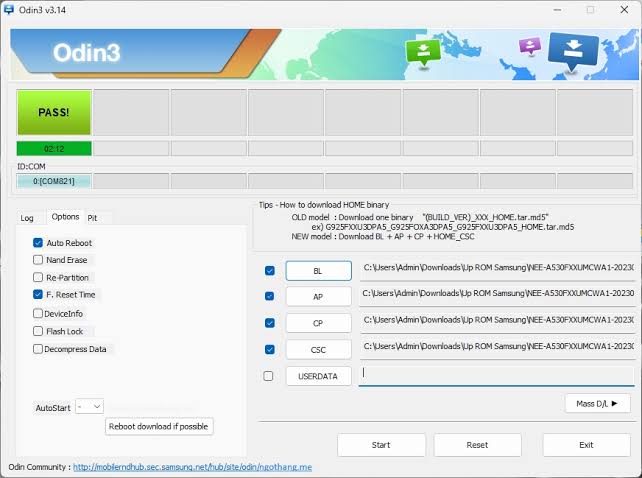 Odin3 v3.14
Odin3
PASS!
02:12
ID:COM
0:[COM821]
Log Options Pit
Auto Reboot
Nand Erase
Re-Partition
F. Reset Time
DeviceInfo
Flash Lock
Decompress Data
AutoStart : -
Reboot download if possible
Tips - How to download HOME binary
OLD model : Download one binary "(BUILD_VER)_XXX_HOME.tar.md5"
ex) G925FXXU3DPA5_G925FOXA3DPA5_G925FXXU3DPA5_HOME.tar.md5
NEW model : Download BL + AP + CP + HOME_CSC
BL C:\Users\Admin\Downloads\Up ROM Samsung\NEE-A530FXXUMCWA1-20230
AP C:\Users\Admin\Downloads\Up ROM Samsung\NEE-A530FXXUMCWA1-20230
CP C:\Users\Admin\Downloads\Up ROM Samsung\NEE-A530FXXUMCWA1-20230
CSC C:\Users\Admin\Downloads\Up ROM Samsung\NEE-A530FXXUMCWA1-20230
USERDATA
Mass D/L ►
Start Reset Exit
Odin Community : http://mobilerndhub.sec.samsung.net/hub/site/odin/ngothang.me